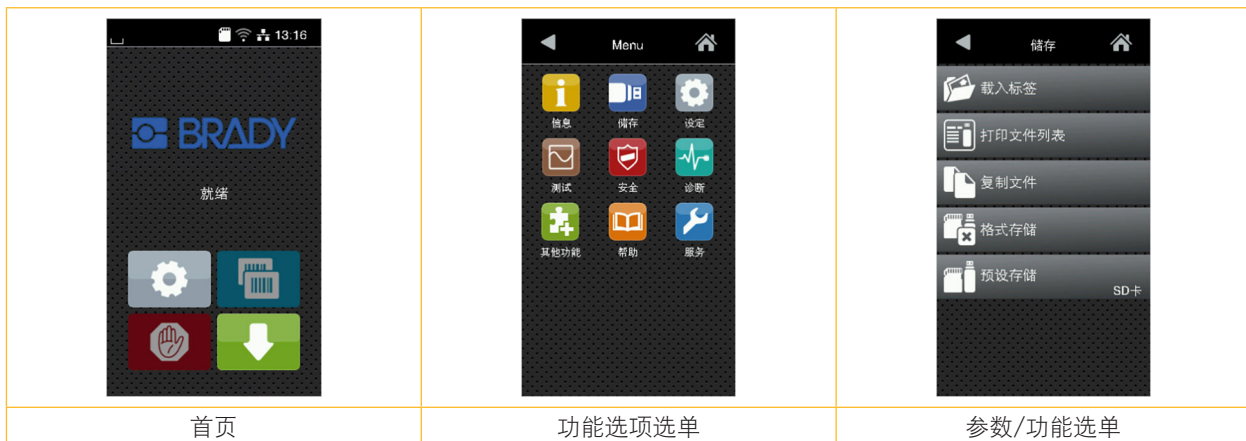 13:16
BRADY
就绪
首页
Menu
信息 储存 设定
测试 安全 诊断
其他功能 帮助 服务
功能选项选单
储存
载入标签
打印文件列表
复制文件
格式存储
预设存储
SD卡
参数/功能选单